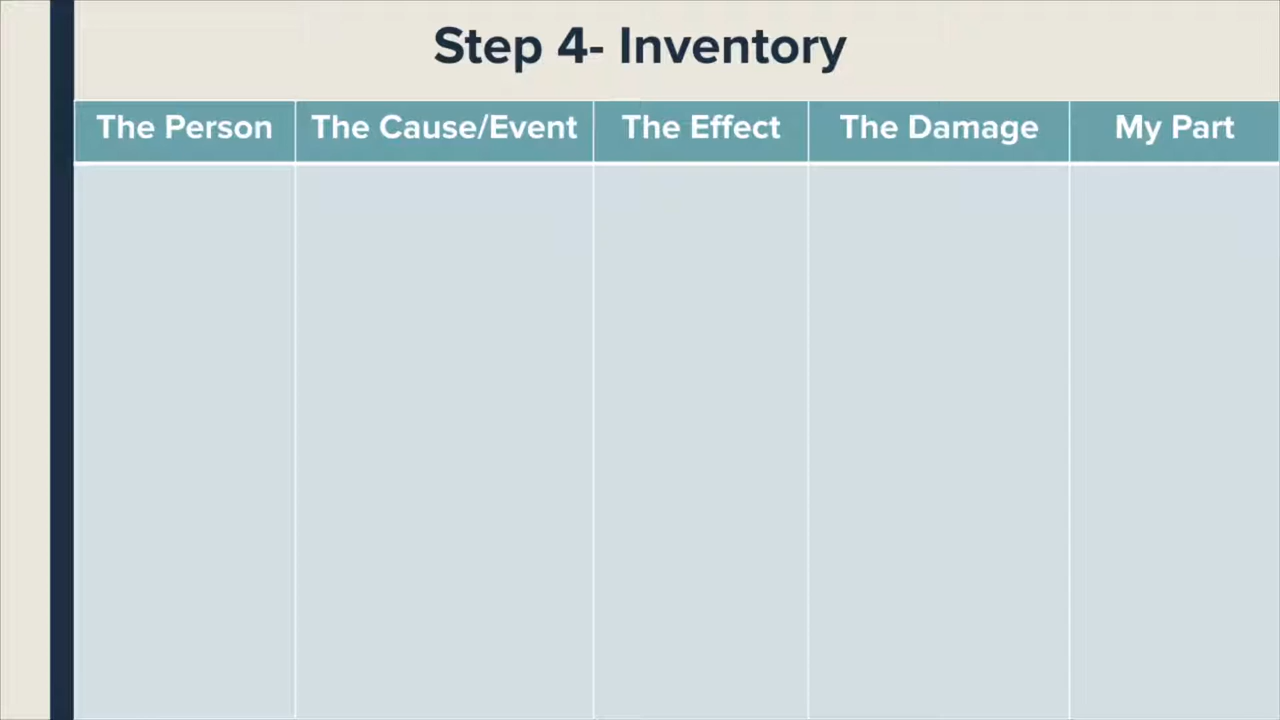 Step 4- Inventory
The Person The Cause/Event The Effect The Damage My Part